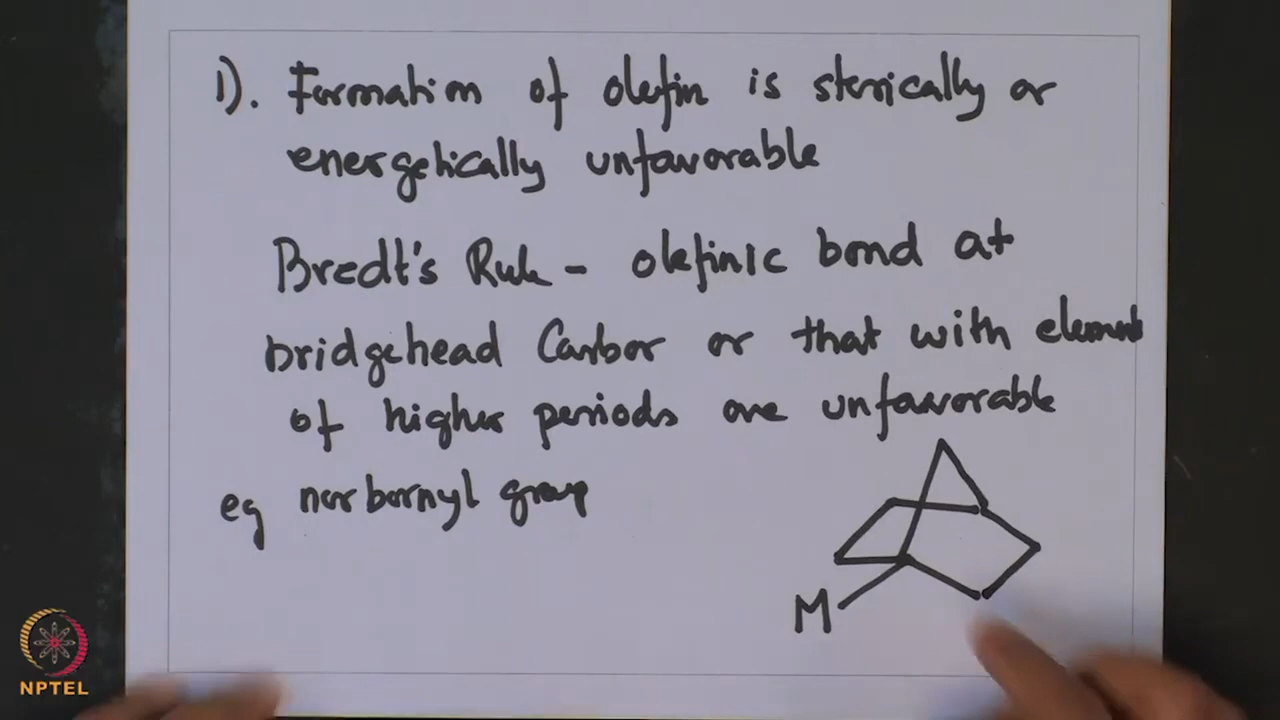 1). Formation of olefin is sterically or
energetically unfavorable
Bredt's Rule - olefinic bond at
bridgehead Carbon or that with elements
of higher periods are unfavorable
eg norbornyl group
M
NPTEL